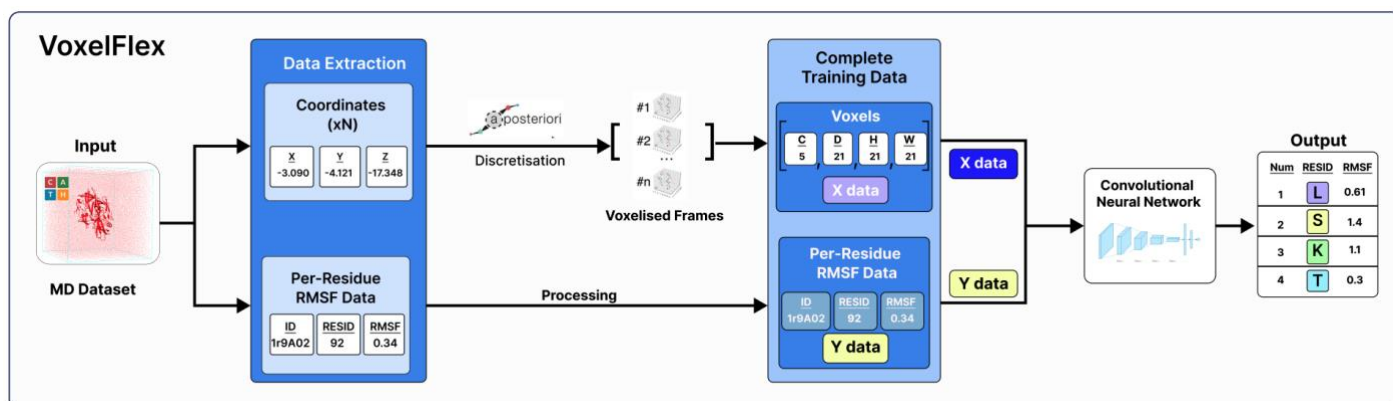 VoxelFlex
Input
C A
T H
MD Dataset
Data Extraction
Coordinates
(xN)
X Y Z
-3.090 -4.121 -17.348
Per-Residue
RMSF Data
ID RESID RMSF
1r9A02 92 0.34
aposteriori
Discretisation
#1
#2
...
#n
Voxelised Frames
Processing
Complete
Training Data
Voxels
[ C , D , H , W ]
5 21 21 21
X data
Per-Residue
RMSF Data
ID RESID RMSF
1r9A02 92 0.34
Y data
X data
Y data
Convolutional
Neural Network
Output
Num RESID RMSF
1 L 0.61
2 S 1.4
3 K 1.1
4 T 0.3